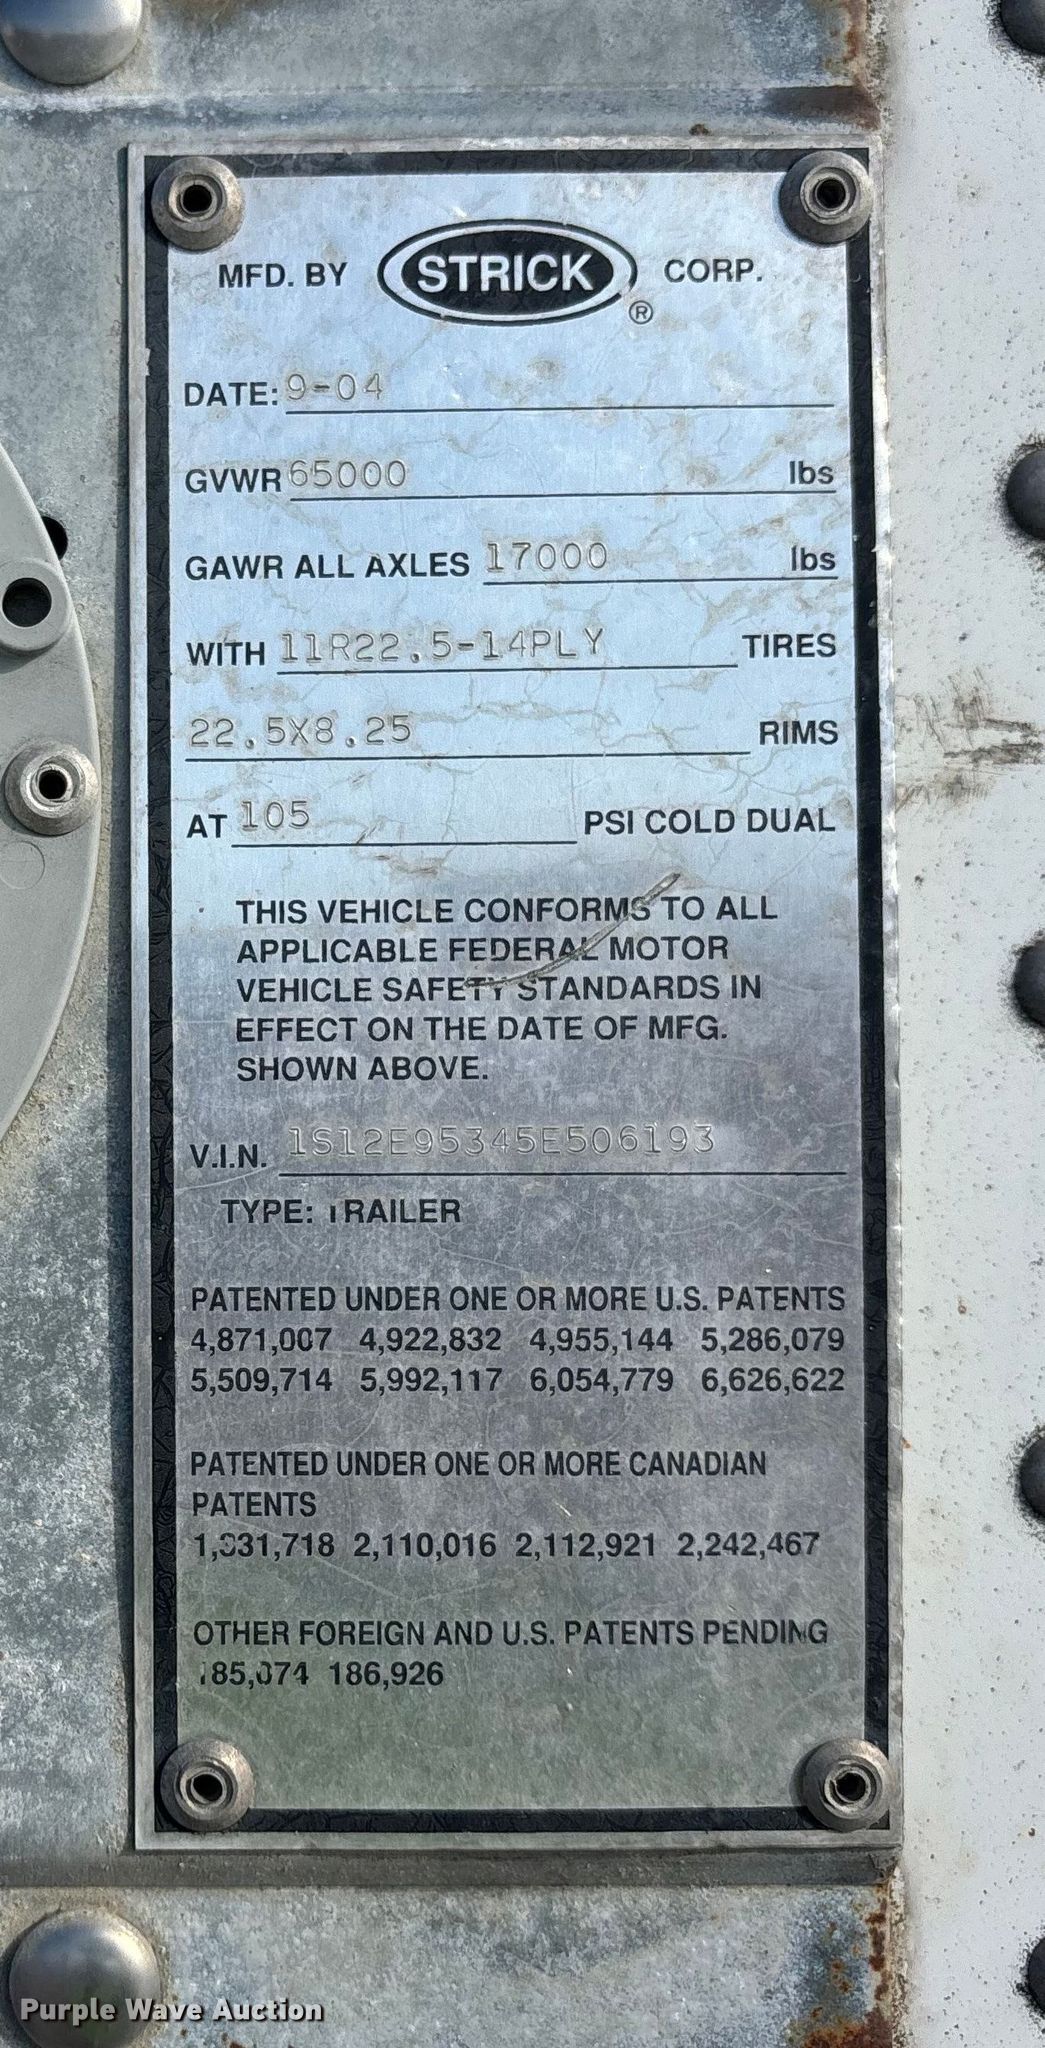 MFD. BY STRICK ® CORP.
DATE: 9-04
GVWR 65000 lbs
GAWR ALL AXLES 17000 lbs
WITH 11R22.5-14PLY TIRES
22.5X8.25 RIMS
AT 105 PSI COLD DUAL
THIS VEHICLE CONFORMS TO ALL
APPLICABLE FEDERAL MOTOR
VEHICLE SAFETY STANDARDS IN
EFFECT ON THE DATE OF MFG.
SHOWN ABOVE.
V.I.N. 1S12E95345E506193
TYPE: TRAILER
PATENTED UNDER ONE OR MORE U.S. PATENTS
4,871,007 4,922,832 4,955,144 5,286,079
5,509,714 5,992,117 6,054,779 6,626,622
PATENTED UNDER ONE OR MORE CANADIAN
PATENTS
2,110,016 2,112,921 2,242,467
OTHER FOREIGN AND U.S. PATENTS PENDING
185,074 186,926
Purple Wave Auction